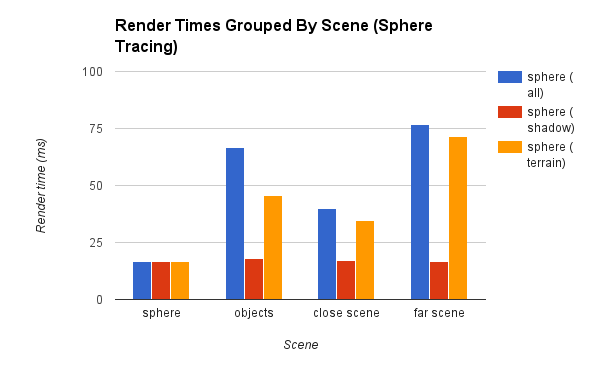 Render Times Grouped By Scene (Sphere
Tracing)
100
75
50
25
0
Render time (ms)
sphere
objects
close scene
far scene
Scene
sphere (
all)
sphere (
shadow)
sphere (
terrain)